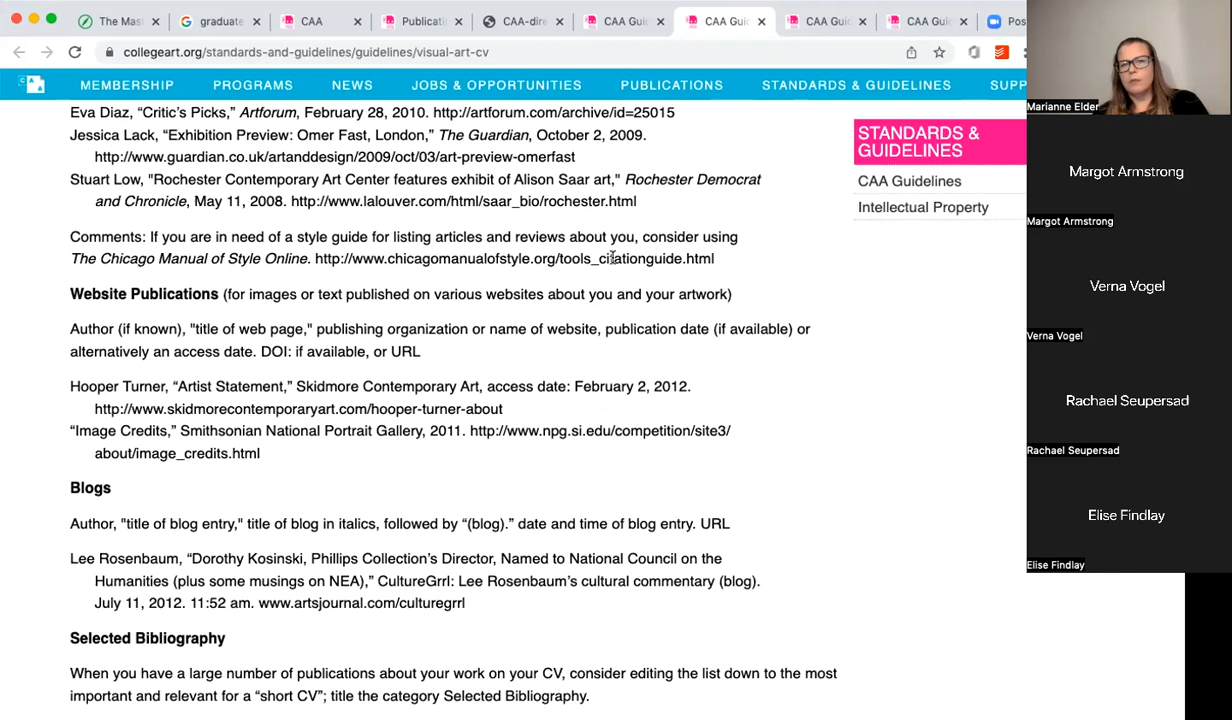 The Mas
graduate
CAA
Publicati
CAA-dire
CAA Guid
CAA Guid
CAA Guid
CAA Guid
Pos
collegeart.org/standards-and-guidelines/guidelines/visual-art-cv
MEMBERSHIP PROGRAMS NEWS JOBS & OPPORTUNITIES PUBLICATIONS STANDARDS & GUIDELINES SUPP
Eva Diaz, “Critic’s Picks,” Artforum, February 28, 2010. http://artforum.com/archive/id=25015
Jessica Lack, “Exhibition Preview: Omer Fast, London,” The Guardian, October 2, 2009.
http://www.guardian.co.uk/artanddesign/2009/oct/03/art-preview-omerfast
Stuart Low, "Rochester Contemporary Art Center features exhibit of Alison Saar art,” Rochester Democrat
and Chronicle, May 11, 2008. http://www.lalouver.com/html/saar_bio/rochester.html
Comments: If you are in need of a style guide for listing articles and reviews about you, consider using
The Chicago Manual of Style Online. http://www.chicagomanualofstyle.org/tools_citationguide.html
Website Publications (for images or text published on various websites about you and your artwork)
Author (if known), "title of web page," publishing organization or name of website, publication date (if available) or
alternatively an access date. DOI: if available, or URL
Hooper Turner, “Artist Statement,” Skidmore Contemporary Art, access date: February 2, 2012.
http://www.skidmorecontemporaryart.com/hooper-turner-about
“Image Credits,” Smithsonian National Portrait Gallery, 2011. http://www.npg.si.edu/competition/site3/
about/image_credits.html
Blogs
Author, "title of blog entry," title of blog in italics, followed by “(blog).” date and time of blog entry. URL
Lee Rosenbaum, “Dorothy Kosinski, Phillips Collection’s Director, Named to National Council on the
Humanities (plus some musings on NEA),” CultureGrrl: Lee Rosenbaum’s cultural commentary (blog).
July 11, 2012. 11:52 am. www.artsjournal.com/culturegrrl
Selected Bibliography
When you have a large number of publications about your work on your CV, consider editing the list down to the most
important and relevant for a “short CV”; title the category Selected Bibliography.
STANDARDS &
GUIDELINES
CAA Guidelines
Intellectual Property
Marianne Elder
Margot Armstrong
Margot Armstrong
Verna Vogel
Verna Vogel
Rachael Seupersad
Rachael Seupersad
Elise Findlay
Elise Findlay